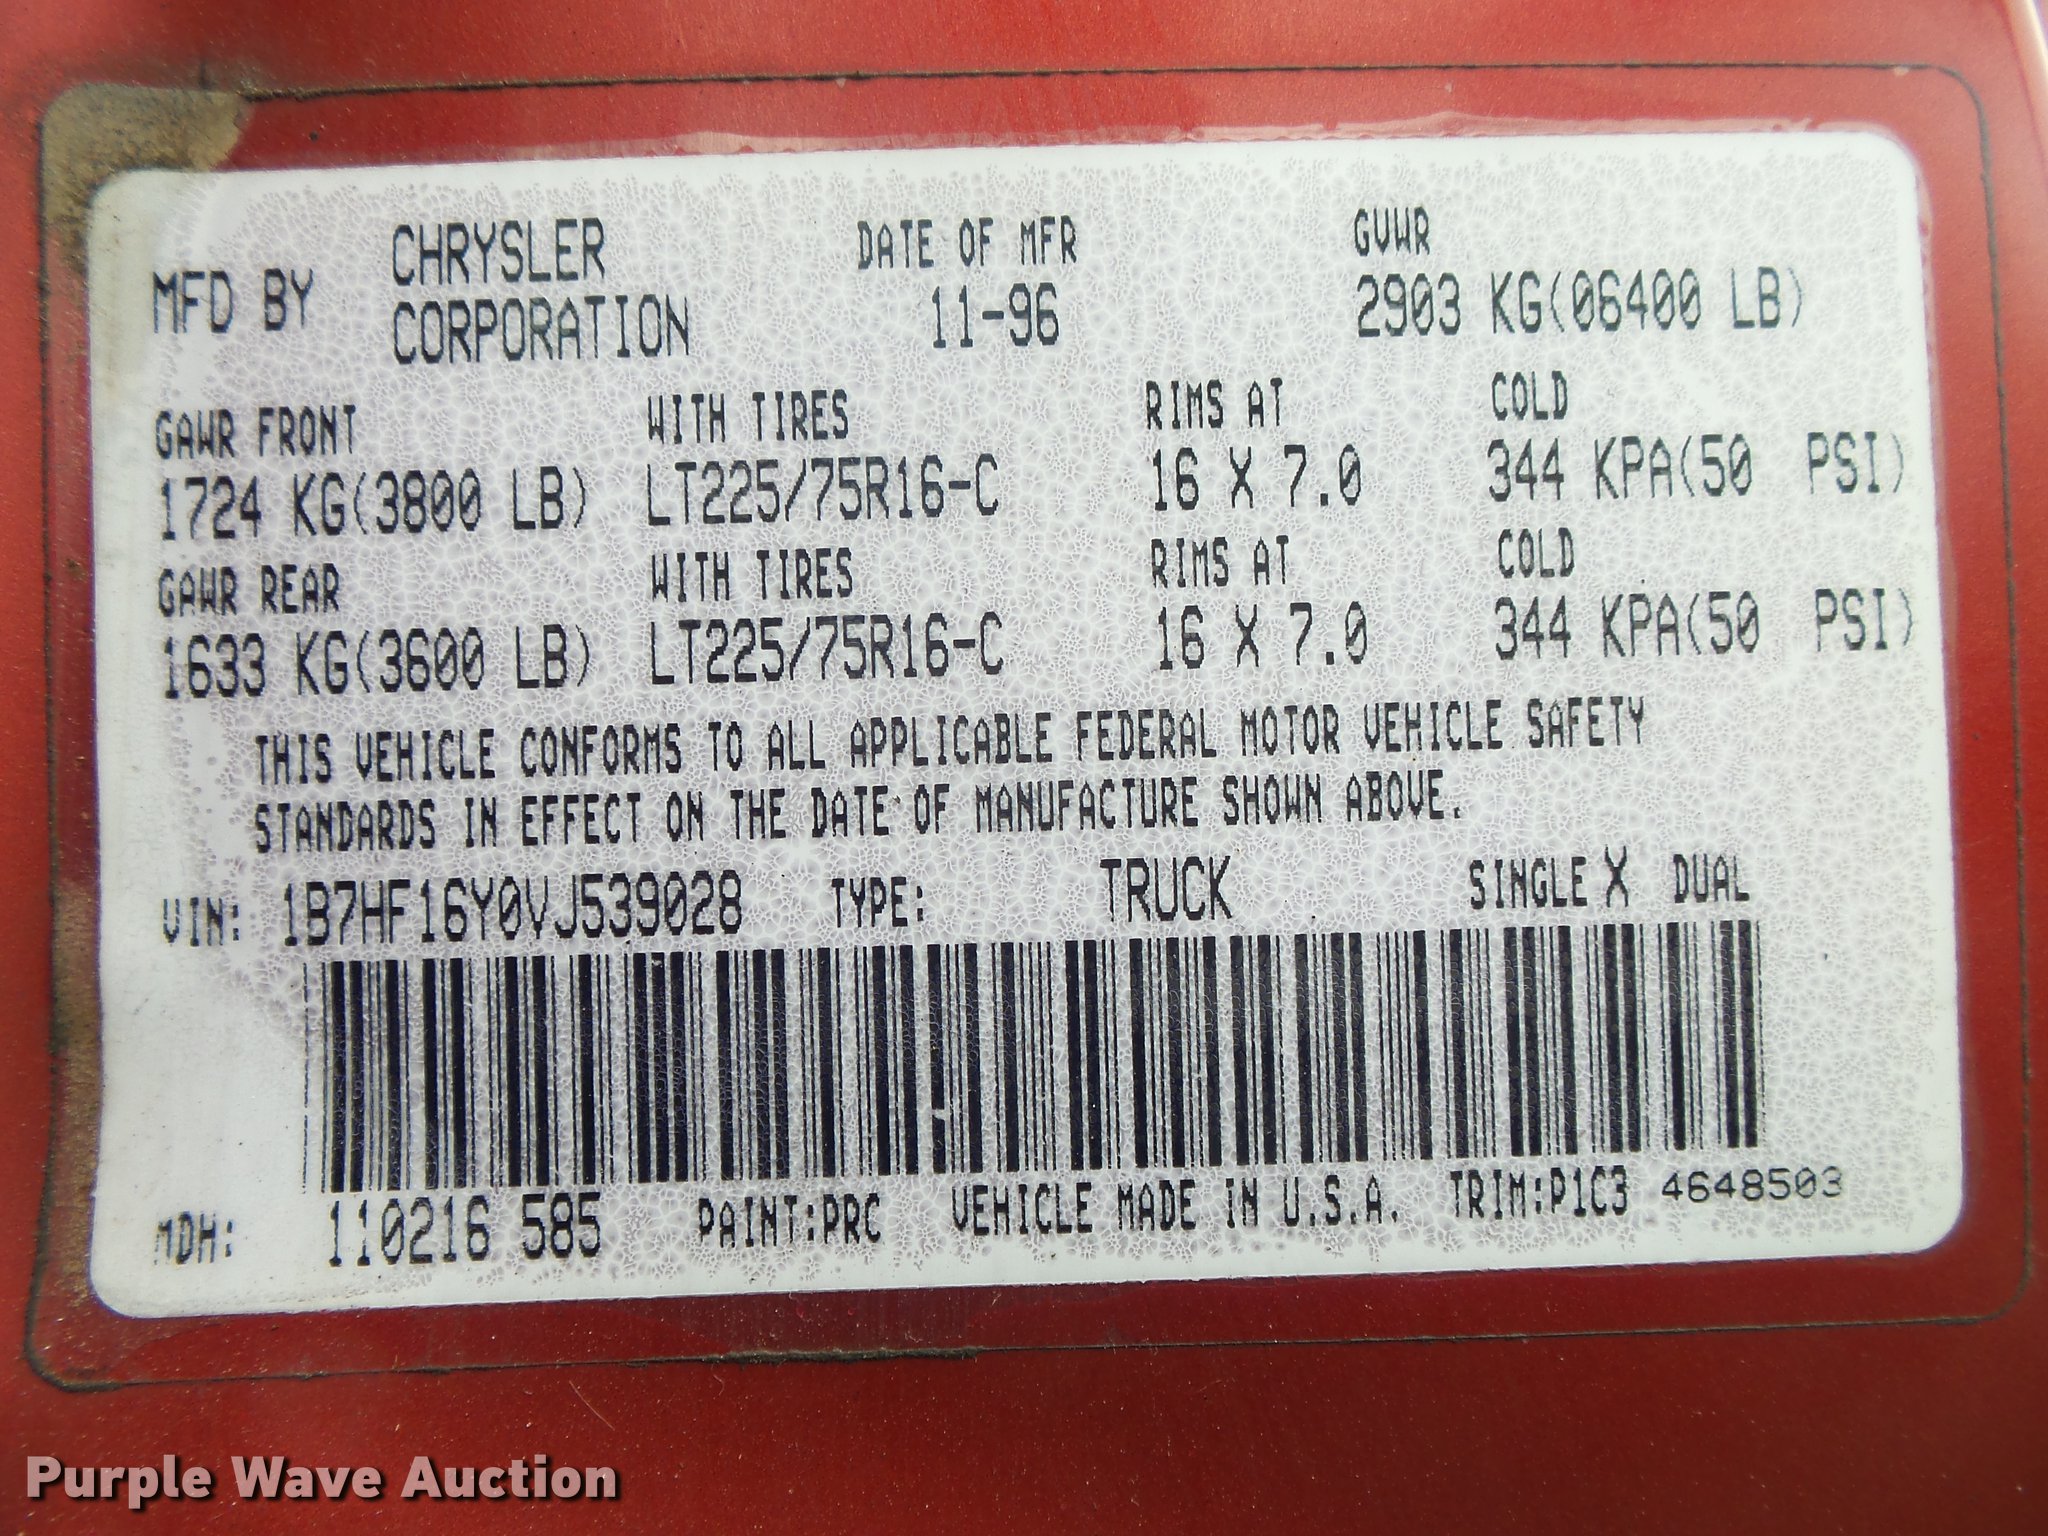 MFD BY CHRYSLER CORPORATION DATE OF MFR 11-96 GVWR 2903 KG(06400 LB)
GAWR FRONT WITH TIRES RIMS AT COLD
1724 KG(3800 LB) LT225/75R16-C 16 X 7.0 344 KPA(50 PSI)
GAWR REAR WITH TIRES RIMS AT COLD
1633 KG(3600 LB) LT225/75R16-C 16 X 7.0 344 KPA(50 PSI)
THIS VEHICLE CONFORMS TO ALL APPLICABLE FEDERAL MOTOR VEHICLE SAFETY
STANDARDS IN EFFECT ON THE DATE OF MANUFACTURE SHOWN ABOVE.
VIN: 1B7HF16Y0VJ539028 TYPE: TRUCK SINGLE X DUAL
MDH: 110216 585 PAINT:PRC VEHICLE MADE IN U.S.A. TRIM:P1C3 4648503
Purple Wave Auction